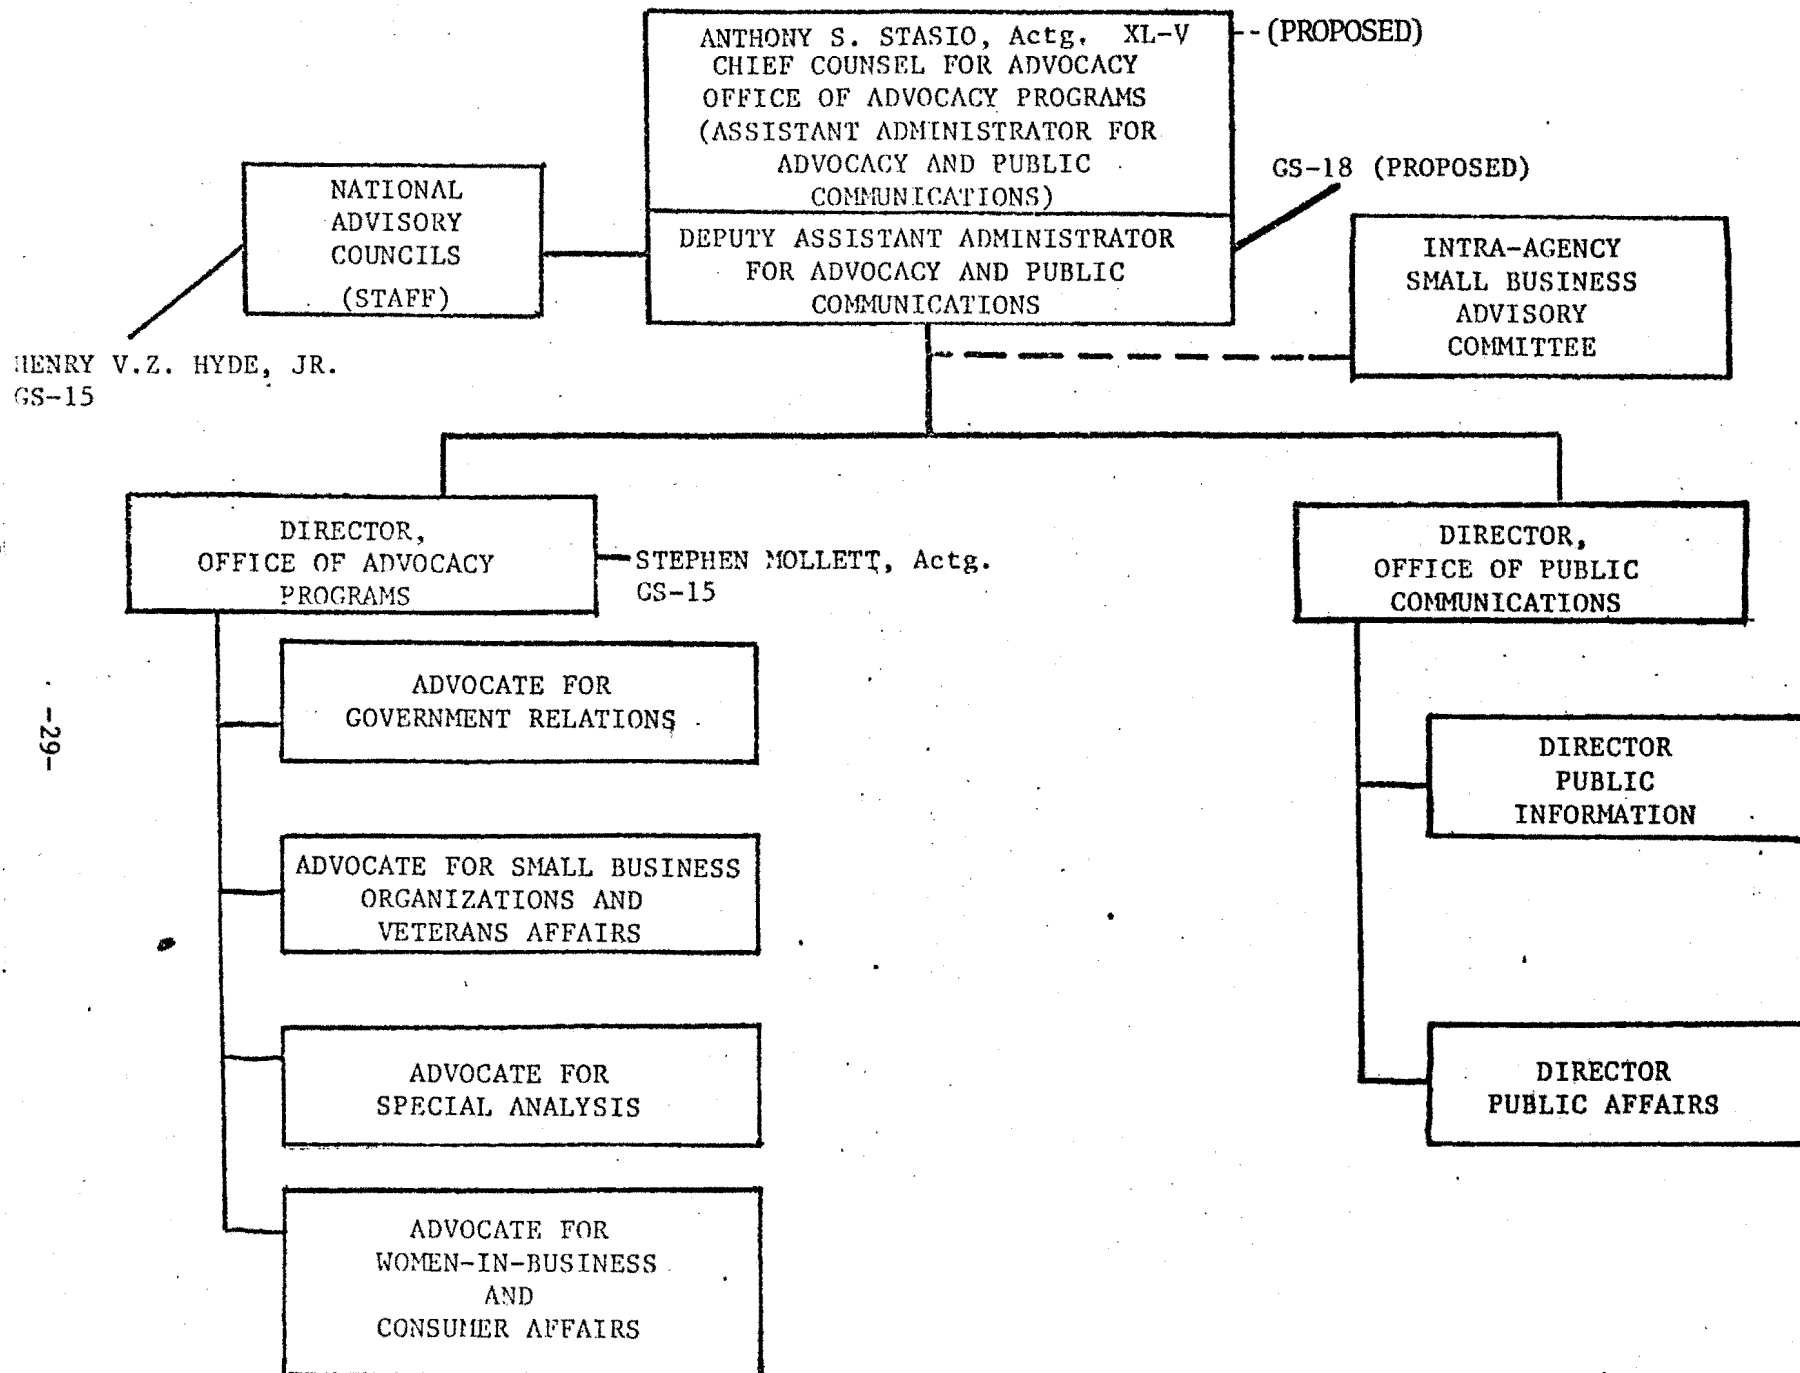 ANTHONY S. STASIO, Actg. XL-V
--(PROPOSED)
CHIEF COUNSEL FOR ADVOCACY
OFFICE OF ADVOCACY PROGRAMS
(ASSISTANT ADMINISTRATOR FOR
ADVOCACY AND PUBLIC
COMMUNICATIONS)
DEPUTY ASSISTANT ADMINISTRATOR
FOR ADVOCACY AND PUBLIC
COMMUNICATIONS
GS-18 (PROPOSED)
NATIONAL
ADVISORY
COUNCILS
(STAFF)
HENRY V.Z. HYDE, JR.
GS-15
INTRA-AGENCY
SMALL BUSINESS
ADVISORY
COMMITTEE
DIRECTOR,
OFFICE OF ADVOCACY
PROGRAMS
STEPHEN MOLLETT, Actg.
GS-15
ADVOCATE FOR
GOVERNMENT RELATIONS
ADVOCATE FOR SMALL BUSINESS
ORGANIZATIONS AND
VETERANS AFFAIRS
ADVOCATE FOR
SPECIAL ANALYSIS
ADVOCATE FOR
WOMEN-IN-BUSINESS
AND
CONSUMER AFFAIRS
DIRECTOR,
OFFICE OF PUBLIC
COMMUNICATIONS
DIRECTOR
PUBLIC
INFORMATION
DIRECTOR
PUBLIC AFFAIRS
-29-